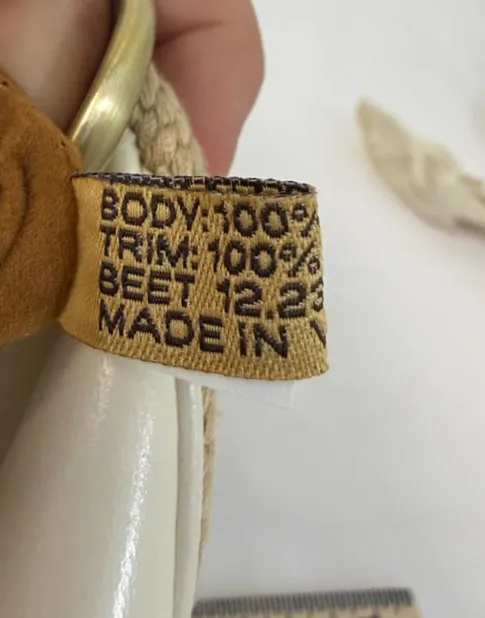 BODY: 100%
TRIM: 100%
BEET 12.23
MADE IN V